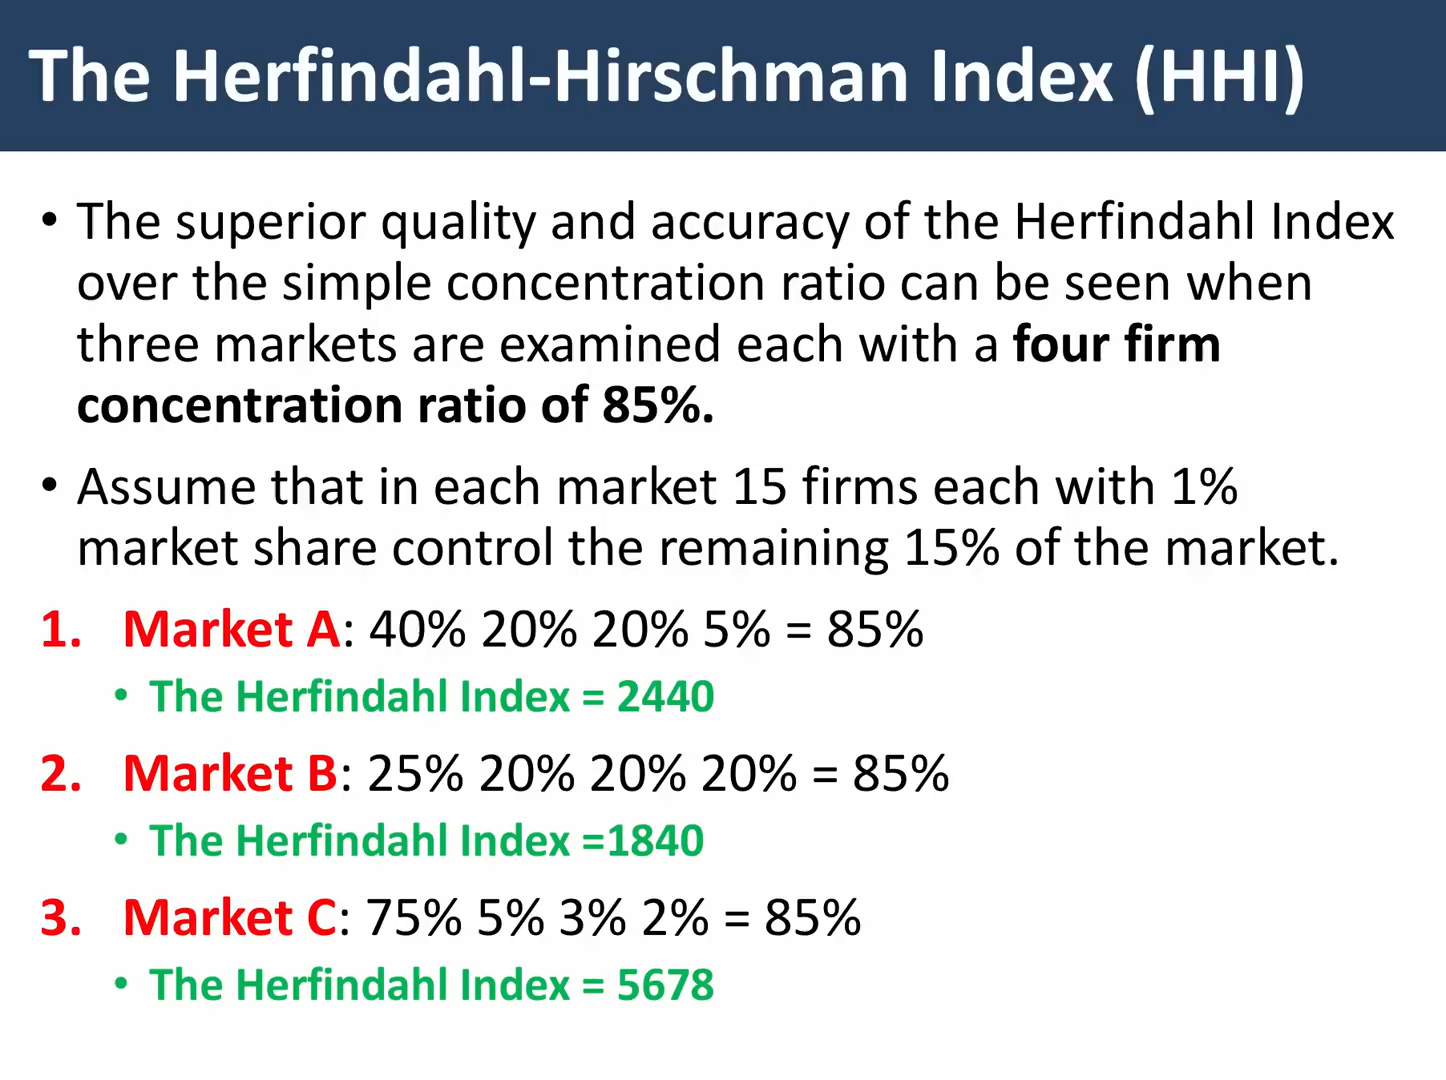 The Herfindahl-Hirschman Index (HHI)
• The superior quality and accuracy of the Herfindahl Index
over the simple concentration ratio can be seen when
three markets are examined each with a four firm
concentration ratio of 85%.
• Assume that in each market 15 firms each with 1%
market share control the remaining 15% of the market.
1. Market A: 40% 20% 20% 5% = 85%
• The Herfindahl Index = 2440
2. Market B: 25% 20% 20% 20% = 85%
• The Herfindahl Index =1840
3. Market C: 75% 5% 3% 2% = 85%
• The Herfindahl Index = 5678